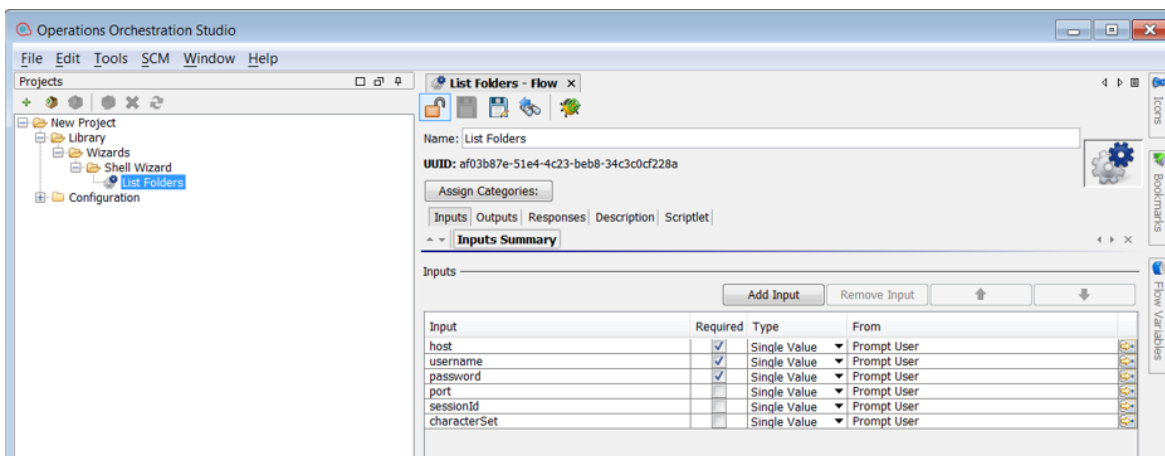 Operations Orchestration Studio
File Edit Tools SCM Window Help
Projects
New Project
Library
Wizards
Shell Wizard
List Folders
Configuration
List Folders - Flow
Name: List Folders
UUID: af03b87e-51e4-4c23-beb8-34c3c0cf228a
Assign Categories:
Inputs Outputs Responses Description Scriptlet
Inputs Summary
Inputs
Add Input Remove Input
Input Required Type From
host Single Value Prompt User
username Single Value Prompt User
password Single Value Prompt User
port Single Value Prompt User
sessionId Single Value Prompt User
characterSet Single Value Prompt User
Icons
Bookmarks
Flow Variables